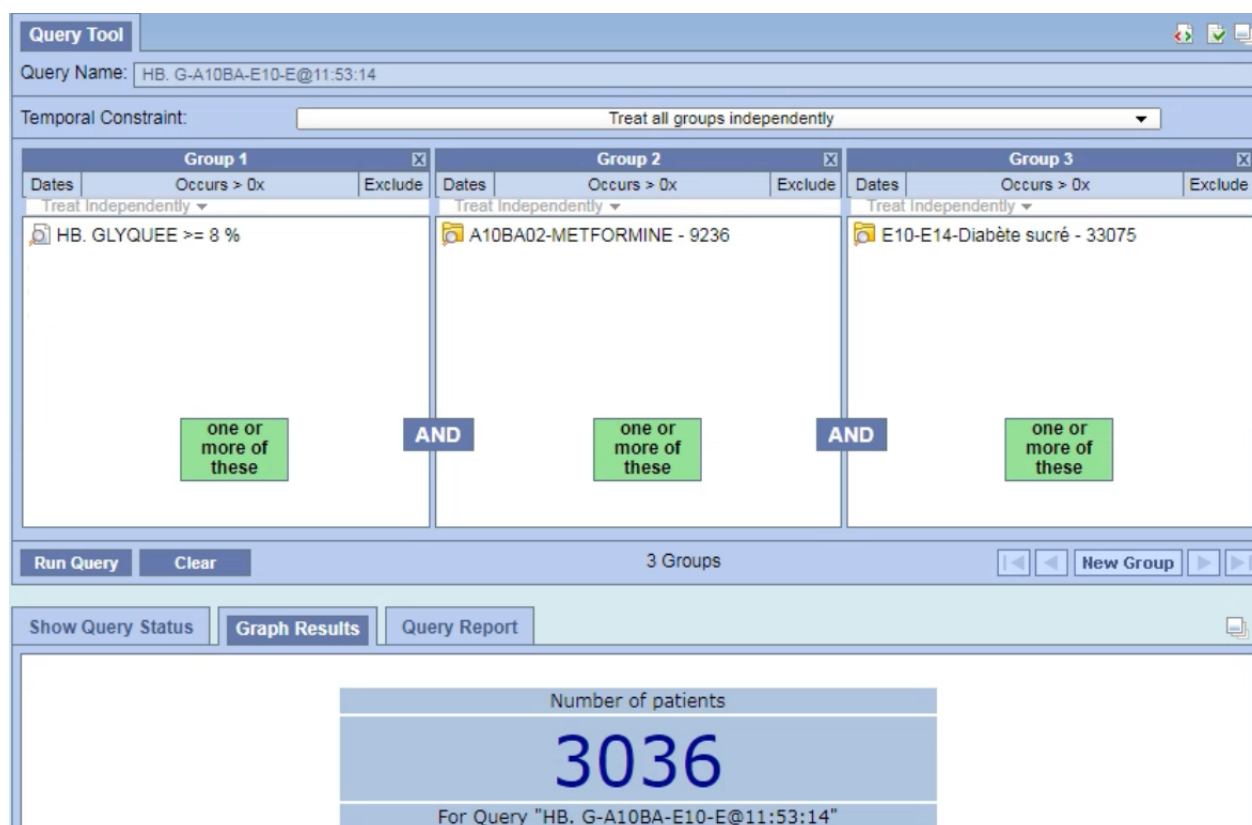 Query Tool
Query Name: HB. G-A10BA-E10-E@11:53:14
Temporal Constraint: Treat all groups independently
Group 1
Dates Occurs > 0x Exclude
Treat Independently
HB. GLYQUEE >= 8 %
one or
more of
these
AND
Group 2
Dates Occurs > 0x Exclude
Treat Independently
A10BA02-METFORMINE - 9236
one or
more of
these
AND
Group 3
Dates Occurs > 0x Exclude
Treat Independently
E10-E14-Diabète sucré - 33075
one or
more of
these
Run Query Clear 3 Groups New Group
Show Query Status Graph Results Query Report
Number of patients
3036
For Query "HB. G-A10BA-E10-E@11:53:14"